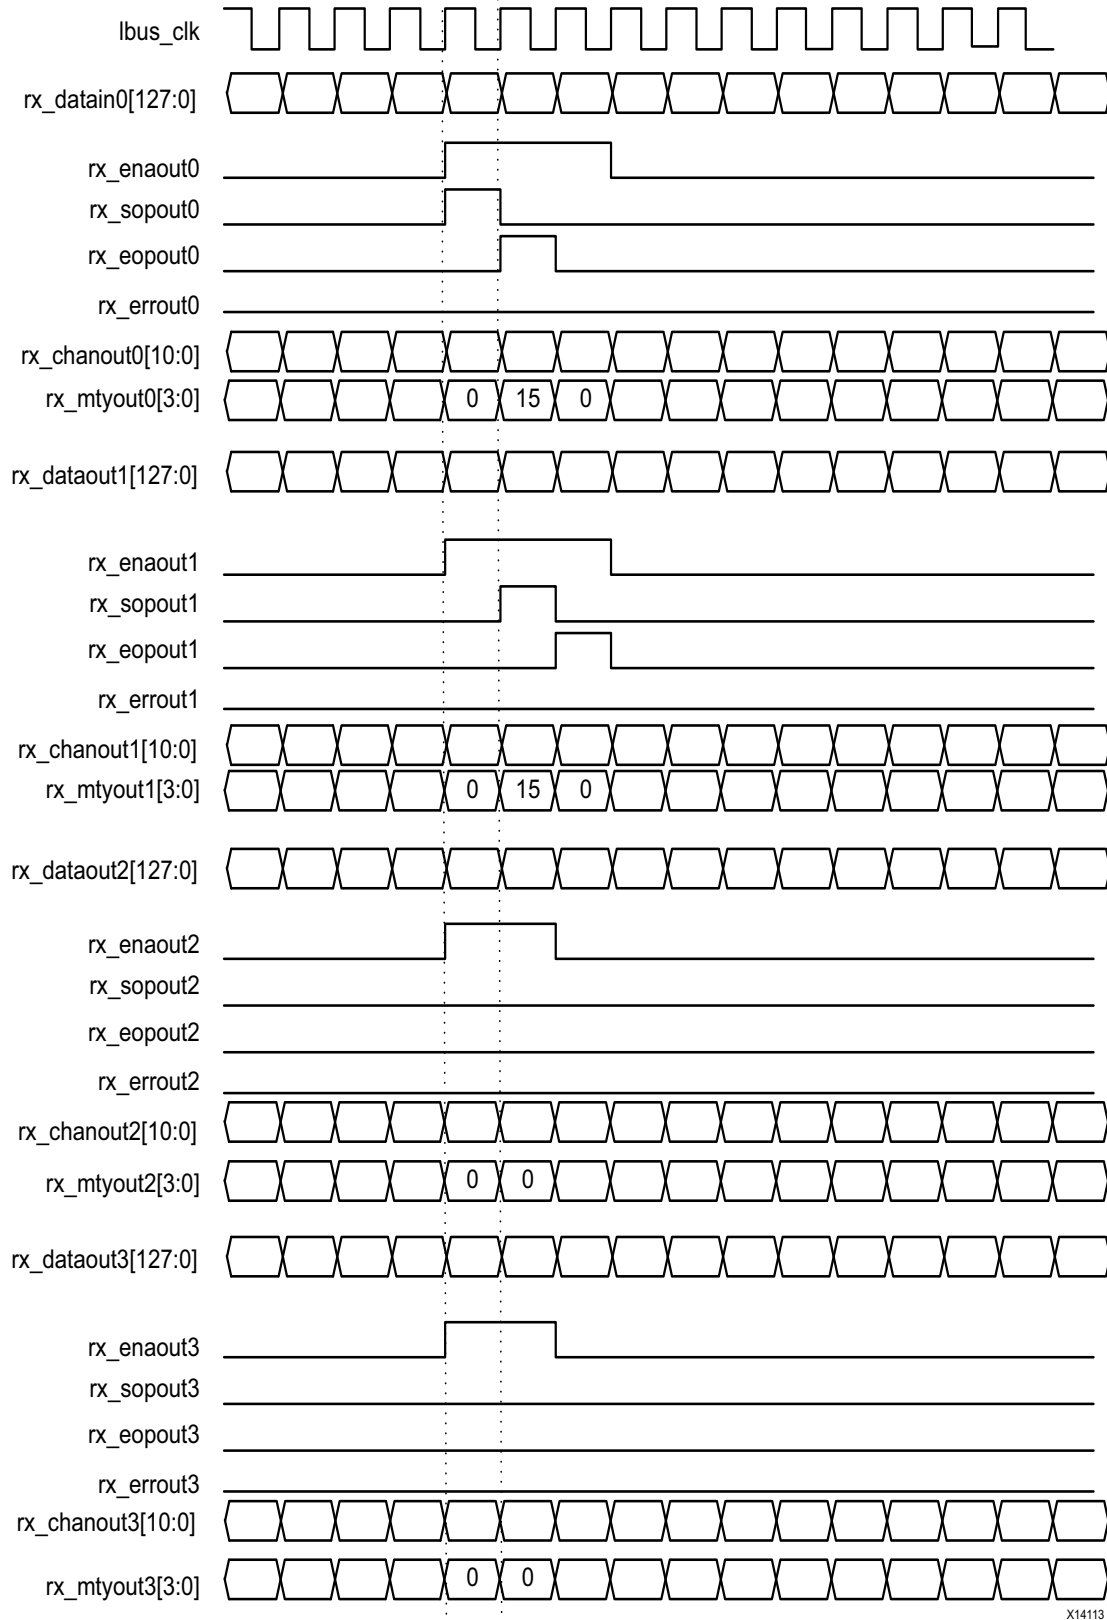 lbus_clk
rx_datain0[127:0]
rx_enaout0
rx_sopout0
rx_eopout0
rx_errout0
rx_chanout0[10:0]
rx_mtyout0[3:0] 0 15 0
rx_dataout1[127:0]
rx_enaout1
rx_sopout1
rx_eopout1
rx_errout1
rx_chanout1[10:0]
rx_mtyout1[3:0] 0 15 0
rx_dataout2[127:0]
rx_enaout2
rx_sopout2
rx_eopout2
rx_errout2
rx_chanout2[10:0]
rx_mtyout2[3:0] 0 0
rx_dataout3[127:0]
rx_enaout3
rx_sopout3
rx_eopout3
rx_errout3
rx_chanout3[10:0]
rx_mtyout3[3:0] 0 0
X14113